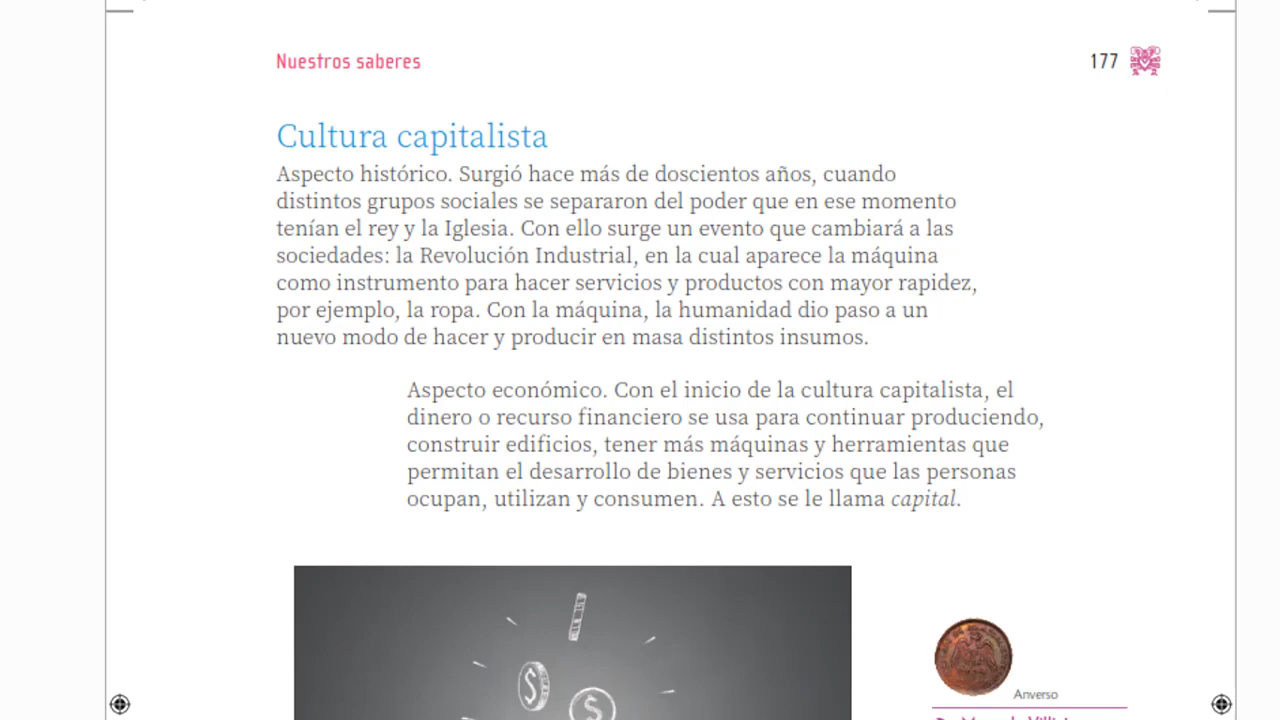 Nuestros saberes
177
Cultura capitalista
Aspecto histórico. Surgió hace más de doscientos años, cuando
distintos grupos sociales se separaron del poder que en ese momento
tenían el rey y la Iglesia. Con ello surge un evento que cambiará a las
sociedades: la Revolución Industrial, en la cual aparece la máquina
como instrumento para hacer servicios y productos con mayor rapidez,
por ejemplo, la ropa. Con la máquina, la humanidad dio paso a un
nuevo modo de hacer y producir en masa distintos insumos.
Aspecto económico. Con el inicio de la cultura capitalista, el
dinero o recurso financiero se usa para continuar produciendo,
construir edificios, tener más máquinas y herramientas que
permitan el desarrollo de bienes y servicios que las personas
ocupan, utilizan y consumen. A esto se le llama capital.
$
$
Anverso